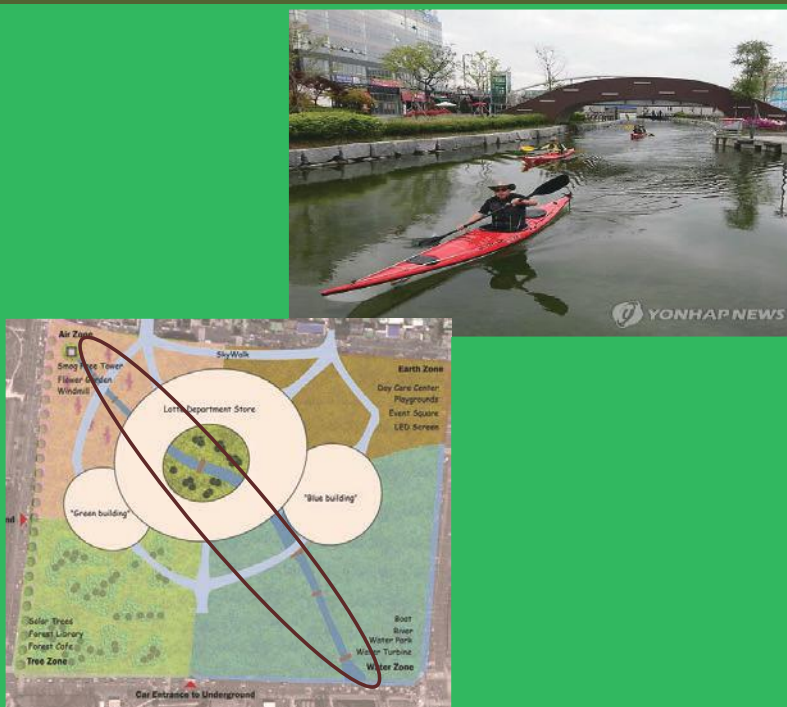 YONHAP NEWS
Air Zone
Smog Free Tower
Flower Garden
Windmill
SkyWalk
Earth Zone
Day Care Center
Playgrounds
Event Square
LED Screen
Lotte Department Store
"Green building"
"Blue building"
Solar Trees
Forest Library
Forest Cafe
Tree Zone
Boat
River
Water Park
Water Turbine
Water Zone
Car Entrance to Underground